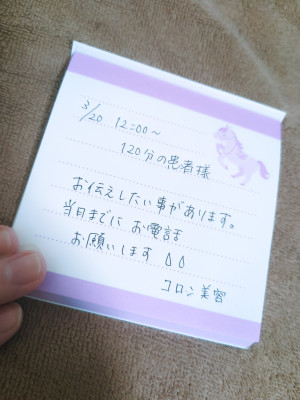 3/20 12:00～
120分の患者様
お伝えしたい事があります。
当日までに お電話
お願いします
コロン美容